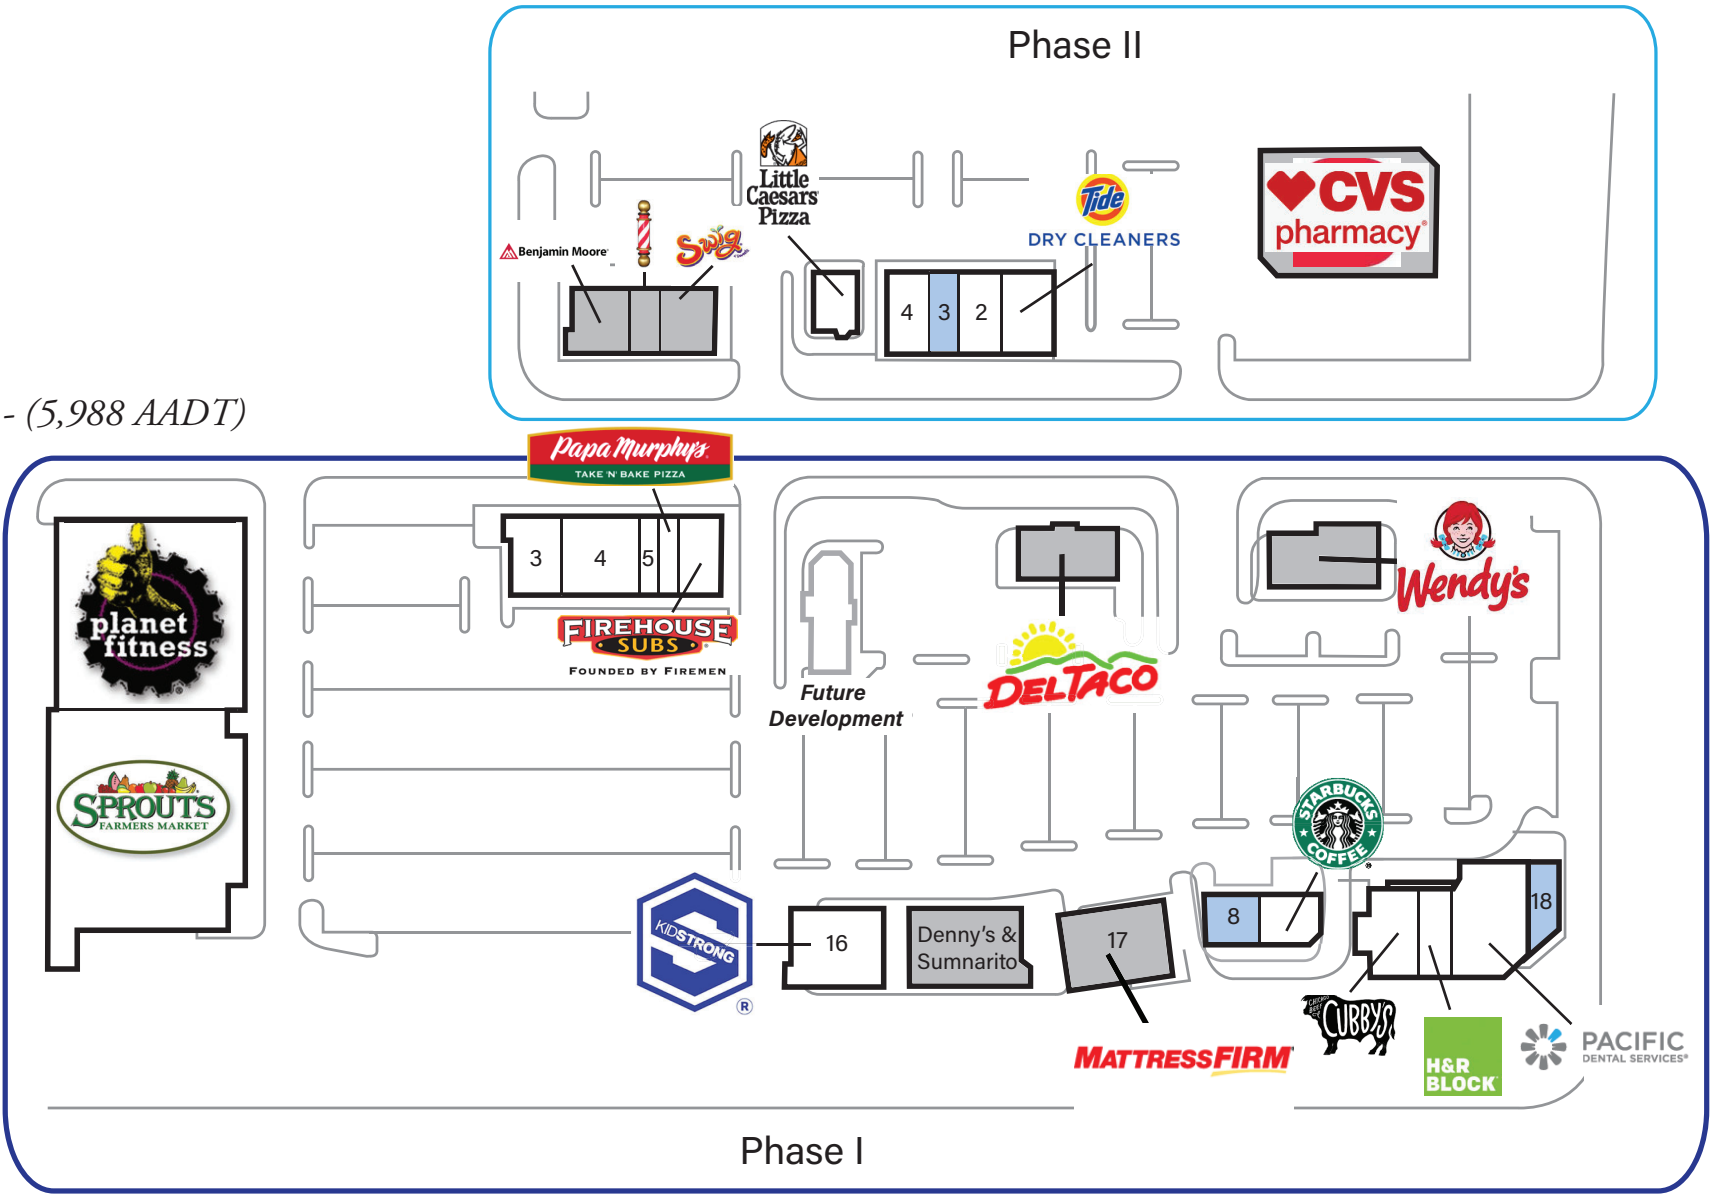 Phase II
Little
Caesars
Pizza
Tide
DRY CLEANERS
CVS
pharmacy®
Benjamin Moore®
Swig
4
3
2
- (5,988 AADT)
Papa Murphy's
TAKE 'N' BAKE PIZZA
3
4
5
FIREHOUSE
SUBS
FOUNDED BY FIREMEN
planet
fitness
®
Wendy's
DEL TACO
Future
Development
SPROUTS
FARMERS MARKET
STARBUCKS
COFFEE
®
KIDSTRONG
®
16
Denny's &
Sumnarito
17
8
18
CHICAGO
BEEF
CUBBY'S
MATTRESSFIRM
H&R
BLOCK®
PACIFIC
DENTAL SERVICES®
Phase I